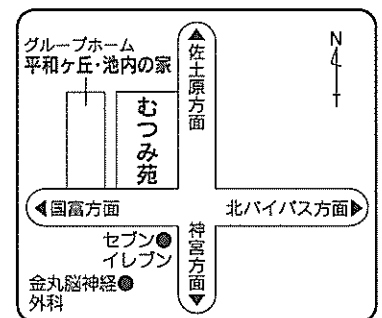 グループホーム
平和ケ丘・池内の家
むつみ苑
▲佐土原方面
N
◀国富方面
北バイパス方面▶
神宮方面▼
セブン●
イレブン
金丸脳神経●
外科